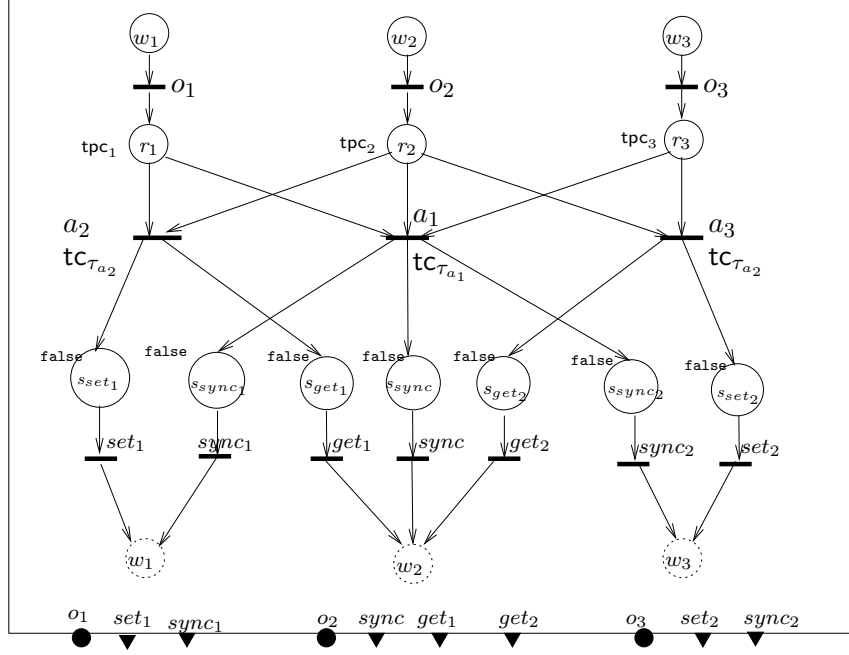 w1 w2 w3
o1 o2 o3
tpc1 r1 tpc2 r2 tpc3 r3
a2 a1 a3
tcτa2 tcτa1 tcτa2
false false false false false false false
sset1 ssync1 sget1 ssync sget2 ssync2 sset2
set1 sync1 get1 sync get2 sync2 set2
w1 w2 w3
o1 set1 sync1 o2 sync get1 get2 o3 set2 sync2